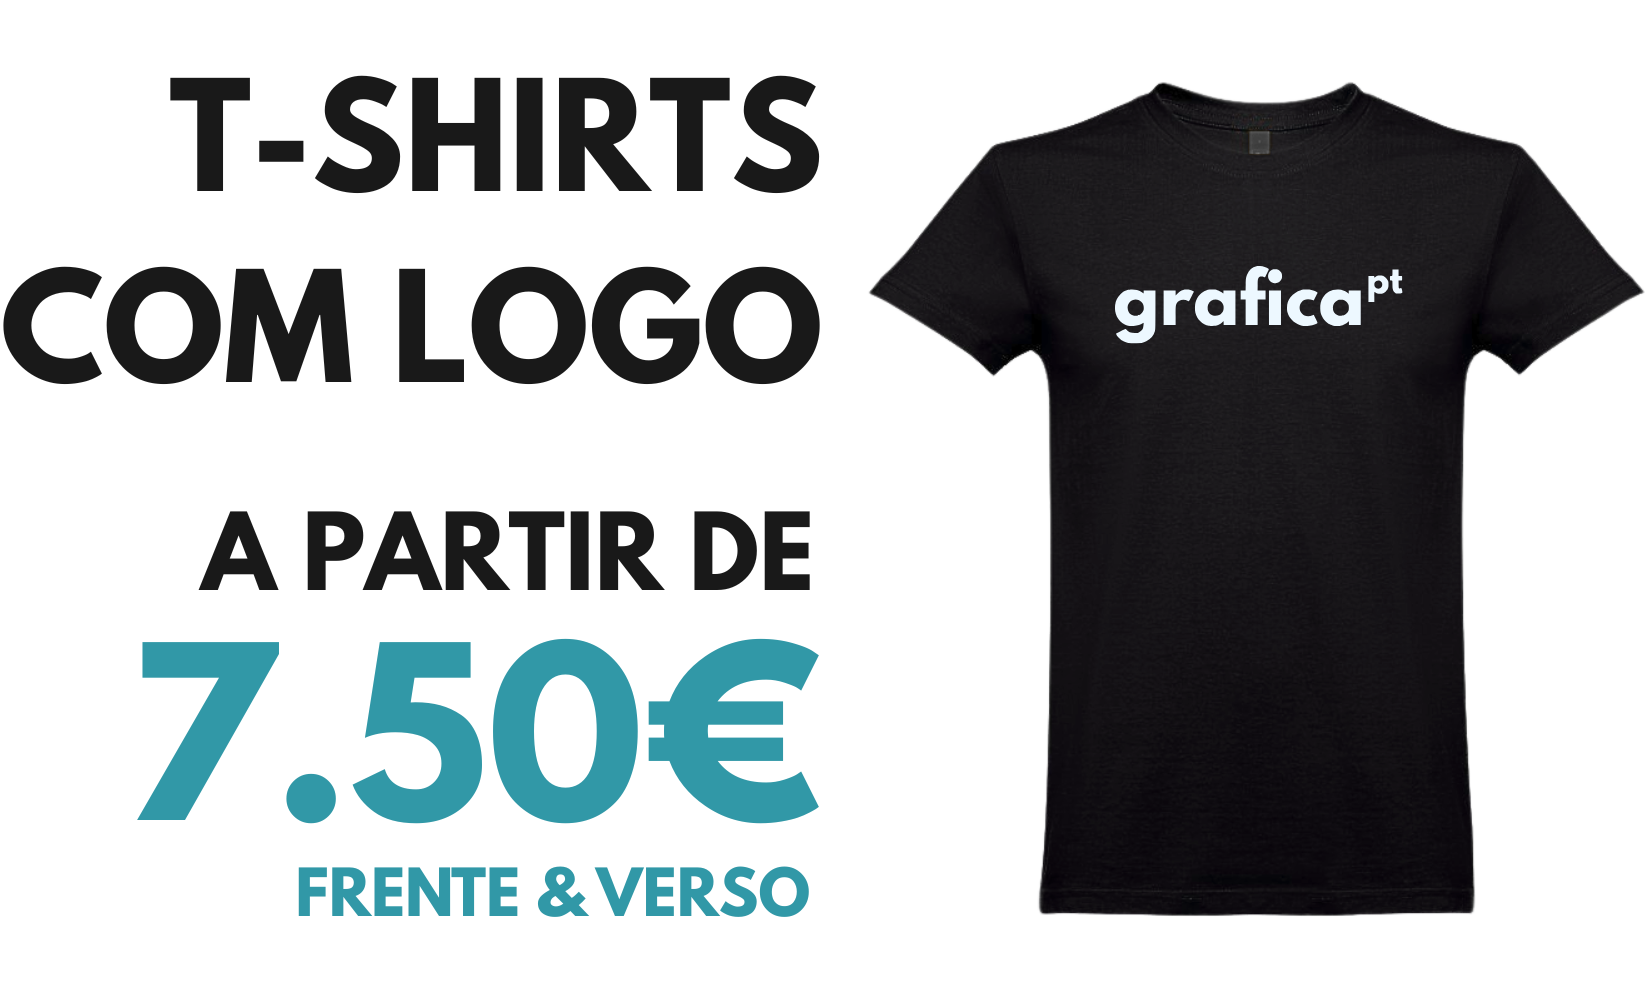 T-SHIRTS
COM LOGO
A PARTIR DE
7.50€
FRENTE & VERSO
grafica pt